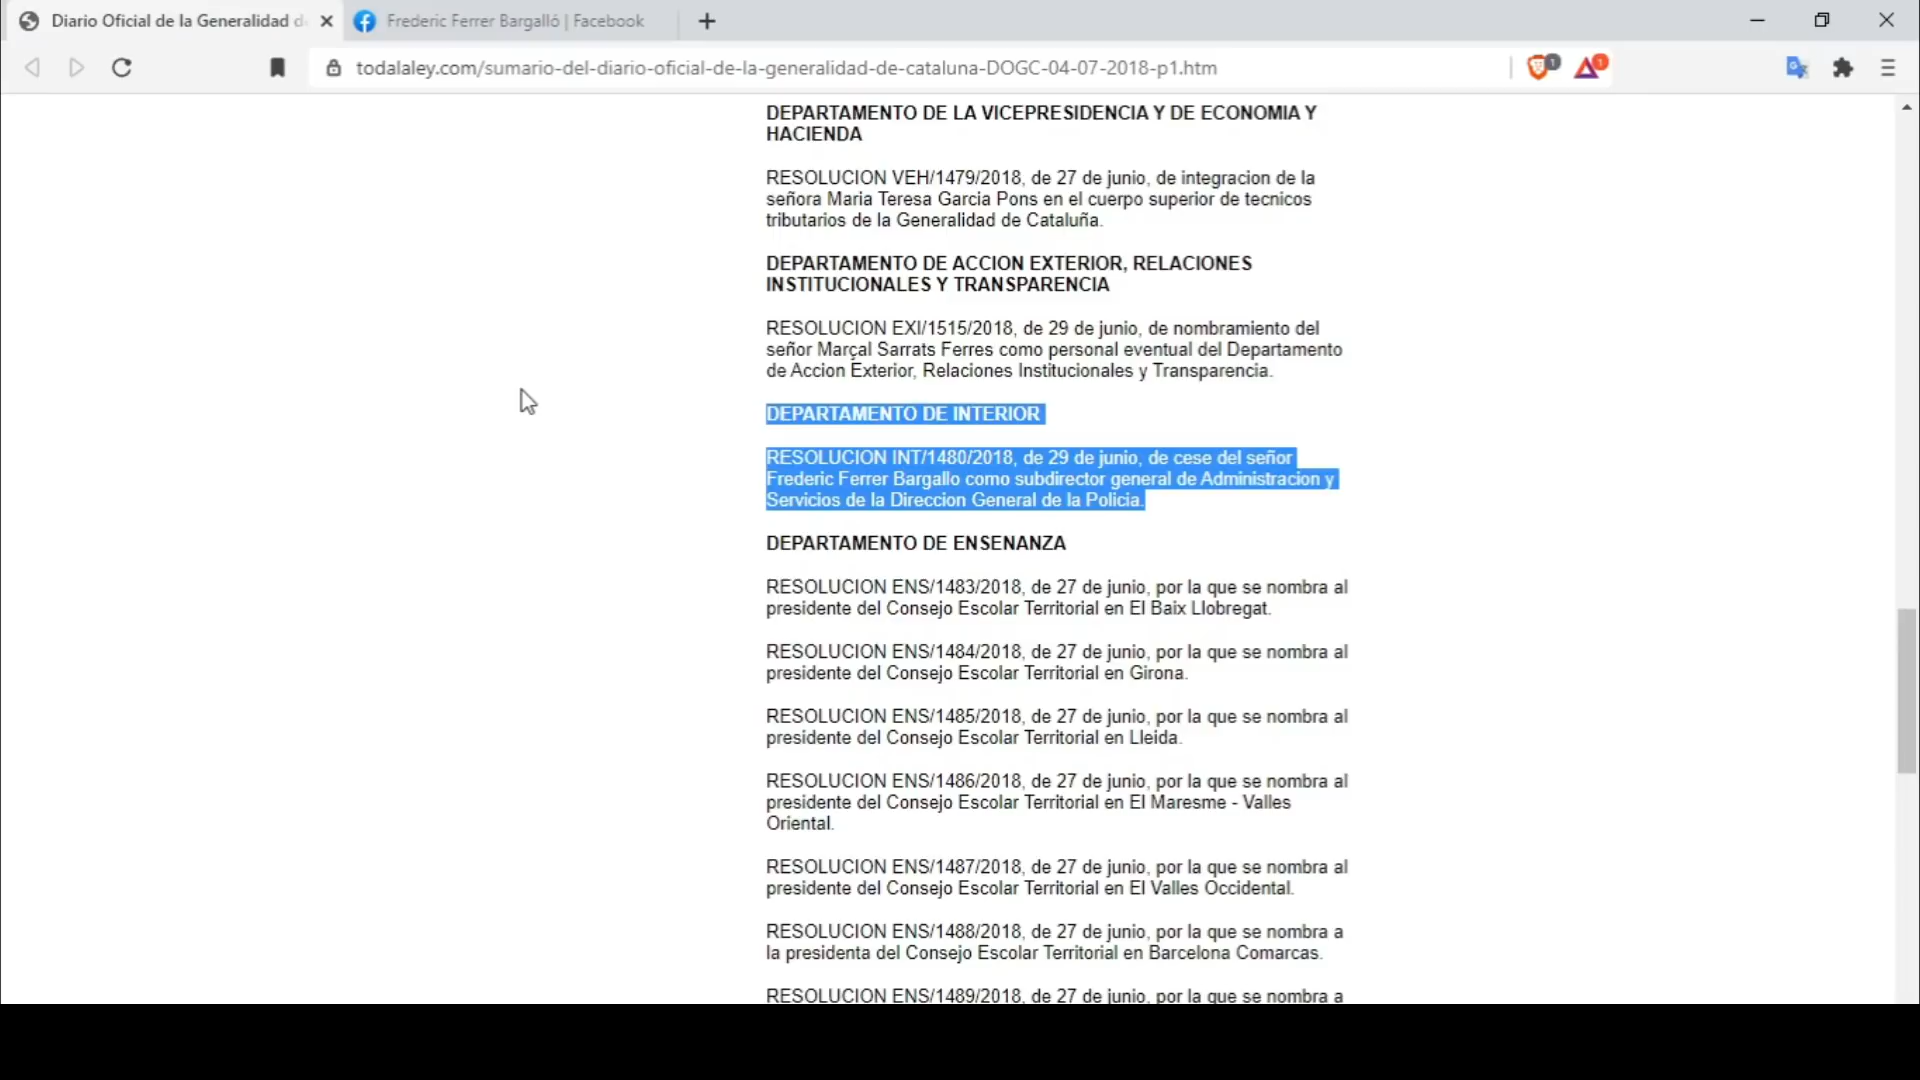 Diario Oficial de la Generalidad d
Frederic Ferrer Bargalló | Facebook
todalaley.com/sumario-del-diario-oficial-de-la-generalidad-de-cataluna-DOGC-04-07-2018-p1.htm
1
1
DEPARTAMENTO DE LA VICEPRESIDENCIA Y DE ECONOMIA Y
HACIENDA
RESOLUCION VEH/1479/2018, de 27 de junio, de integracion de la
señora Maria Teresa Garcia Pons en el cuerpo superior de tecnicos
tributarios de la Generalidad de Cataluña.
DEPARTAMENTO DE ACCION EXTERIOR, RELACIONES
INSTITUCIONALES Y TRANSPARENCIA
RESOLUCION EXI/1515/2018, de 29 de junio, de nombramiento del
señor Marçal Sarrats Ferres como personal eventual del Departamento
de Accion Exterior, Relaciones Institucionales y Transparencia.
DEPARTAMENTO DE INTERIOR
RESOLUCION INT/1480/2018, de 29 de junio, de cese del señor
Frederic Ferrer Bargallo como subdirector general de Administracion y
Servicios de la Direccion General de la Policia.
DEPARTAMENTO DE ENSENANZA
RESOLUCION ENS/1483/2018, de 27 de junio, por la que se nombra al
presidente del Consejo Escolar Territorial en El Baix Llobregat.
RESOLUCION ENS/1484/2018, de 27 de junio, por la que se nombra al
presidente del Consejo Escolar Territorial en Girona.
RESOLUCION ENS/1485/2018, de 27 de junio, por la que se nombra al
presidente del Consejo Escolar Territorial en Lleida.
RESOLUCION ENS/1486/2018, de 27 de junio, por la que se nombra al
presidente del Consejo Escolar Territorial en El Maresme - Valles
Oriental.
RESOLUCION ENS/1487/2018, de 27 de junio, por la que se nombra al
presidente del Consejo Escolar Territorial en El Valles Occidental.
RESOLUCION ENS/1488/2018, de 27 de junio, por la que se nombra a
la presidenta del Consejo Escolar Territorial en Barcelona Comarcas.
RESOLUCION ENS/1489/2018, de 27 de junio, por la que se nombra a